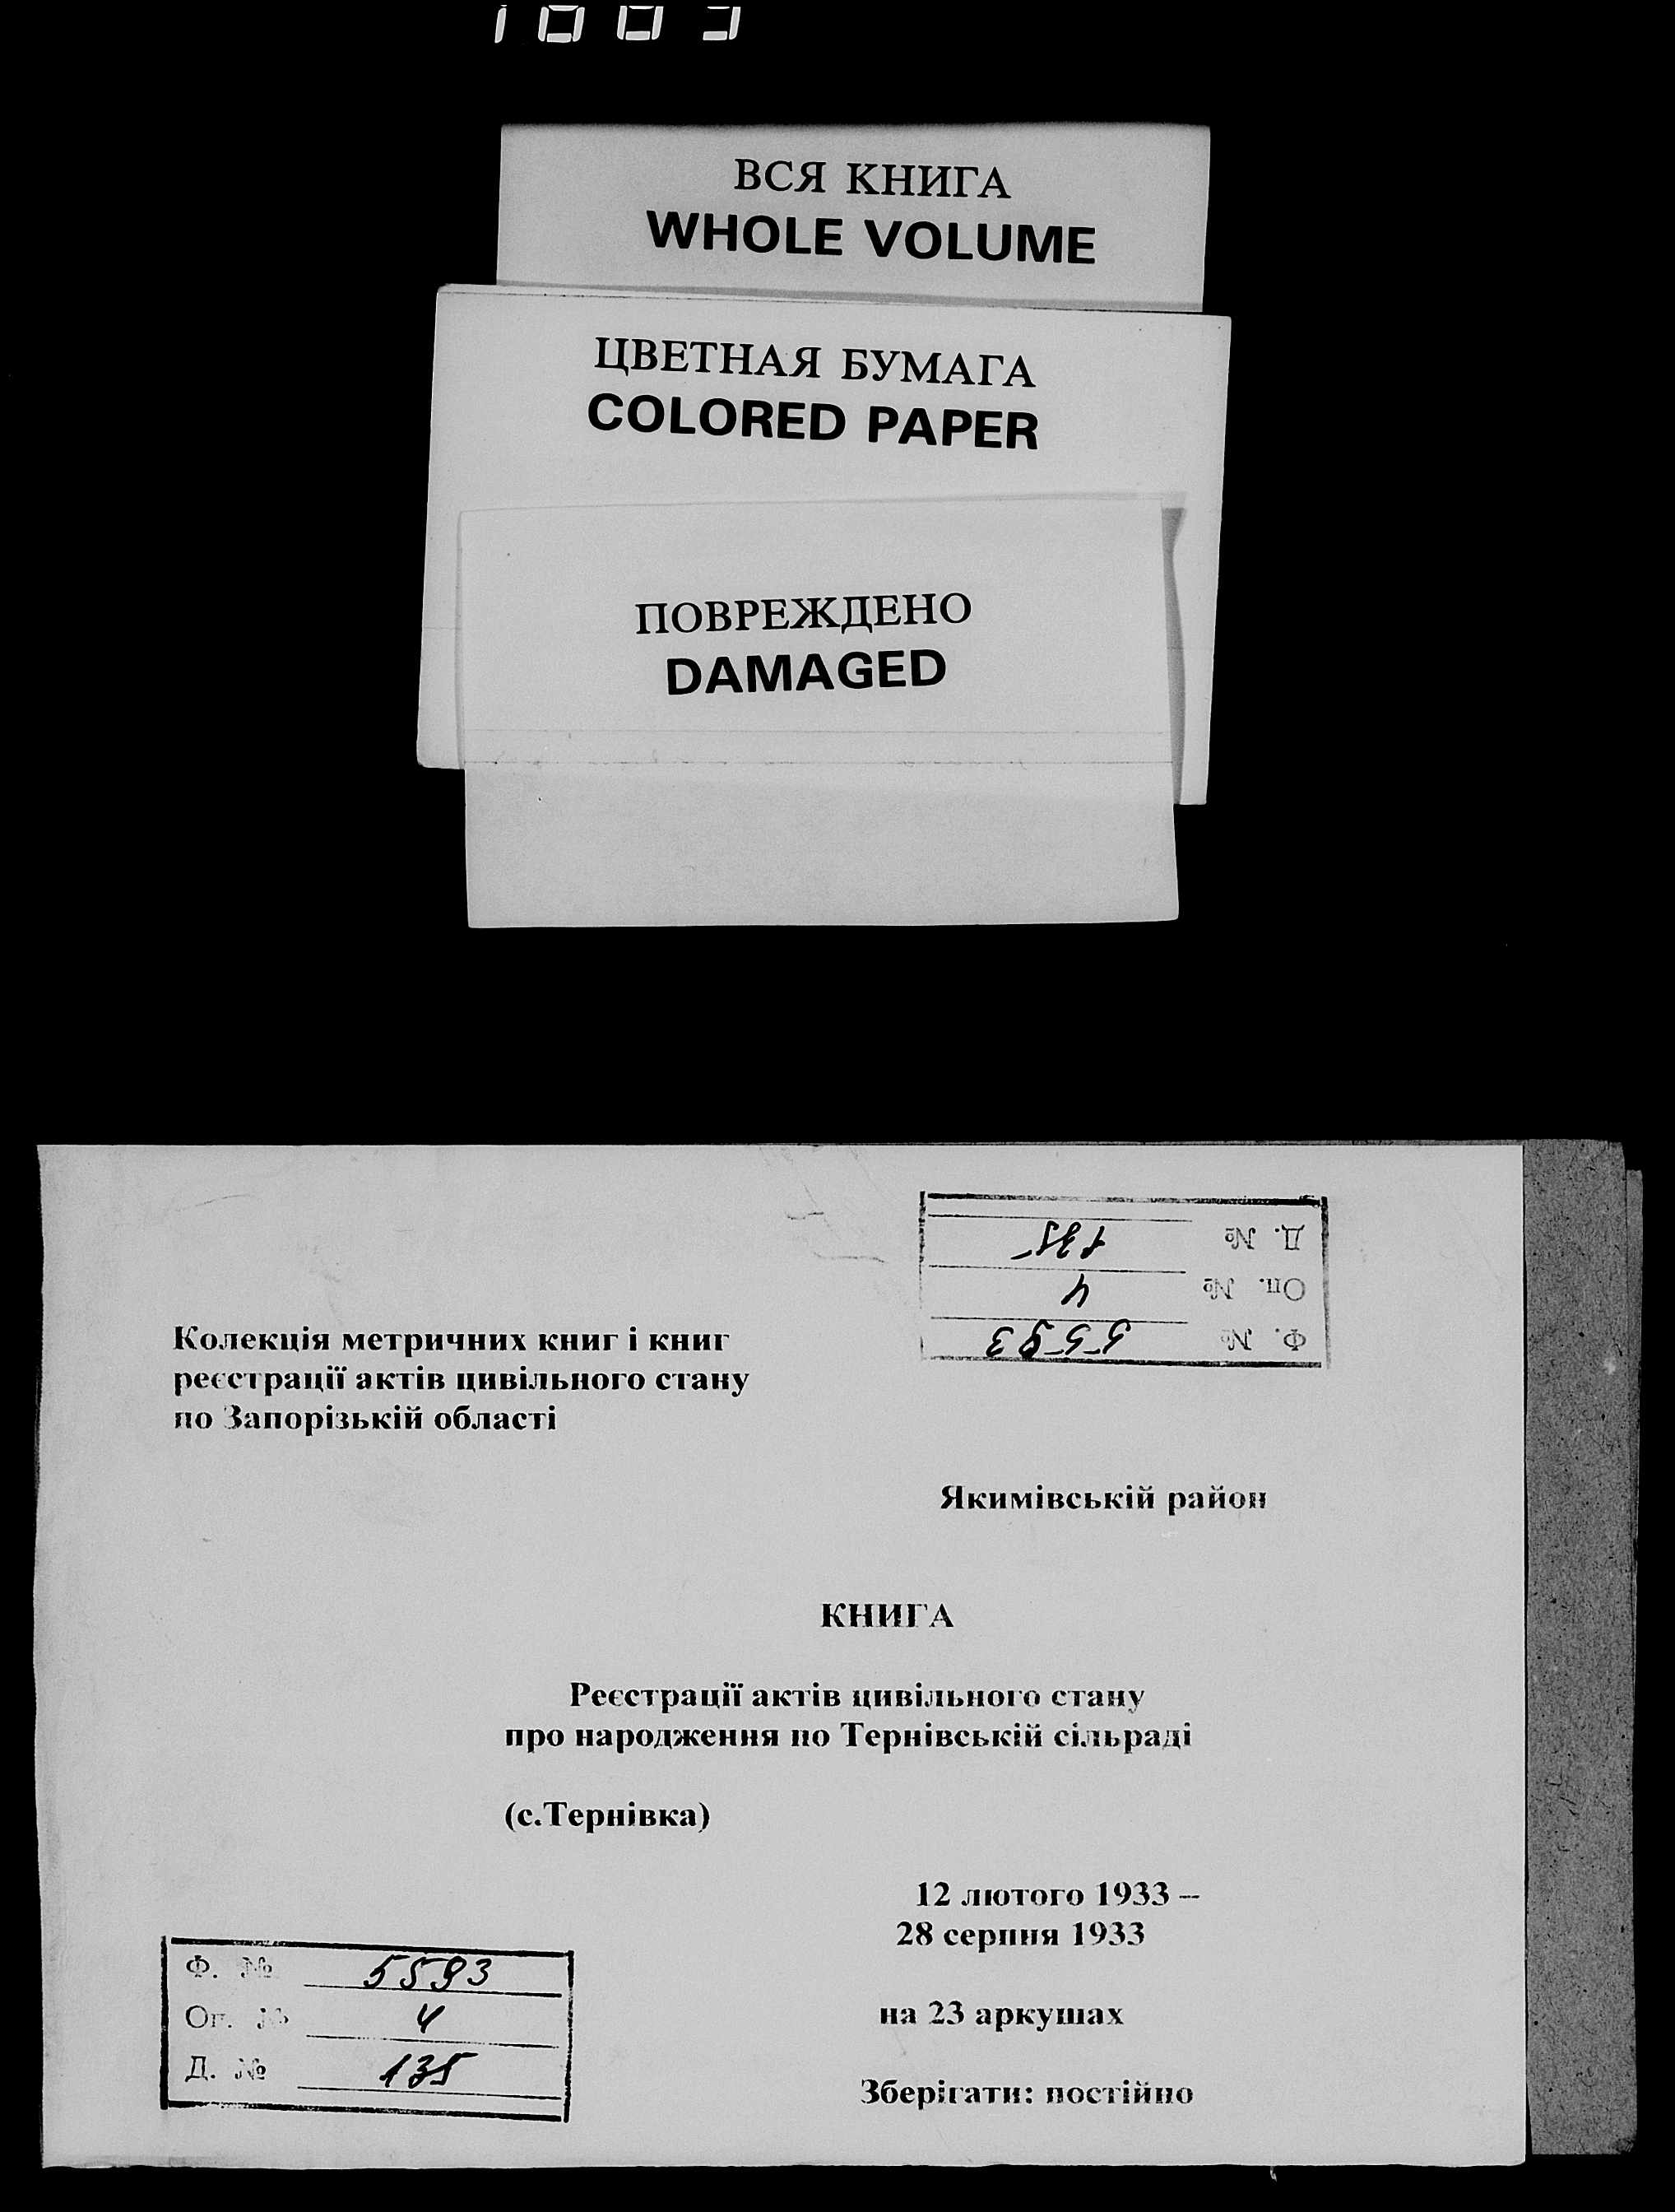 ВСЯ КНИГА
WHOLE VOLUME
ЦВЕТНАЯ БУМАГА
COLORED PAPER
ПОВРЕЖДЕНО
DAMAGED
Д. № 135
Оп. № 4
Ф. № 5593
Колекція метричних книг і книг
реєстрації актів цивільного стану
по Запорізькій області
Якимівській район
КНИГА
Реєстрації актів цивільного стану
про народження по Тернівській сільраді
(с.Тернівка)
12 лютого 1933 –
28 серпня 1933
на 23 аркушах
Зберігати: постійно
Ф. № 5593
Оп. № 4
Д. № 135